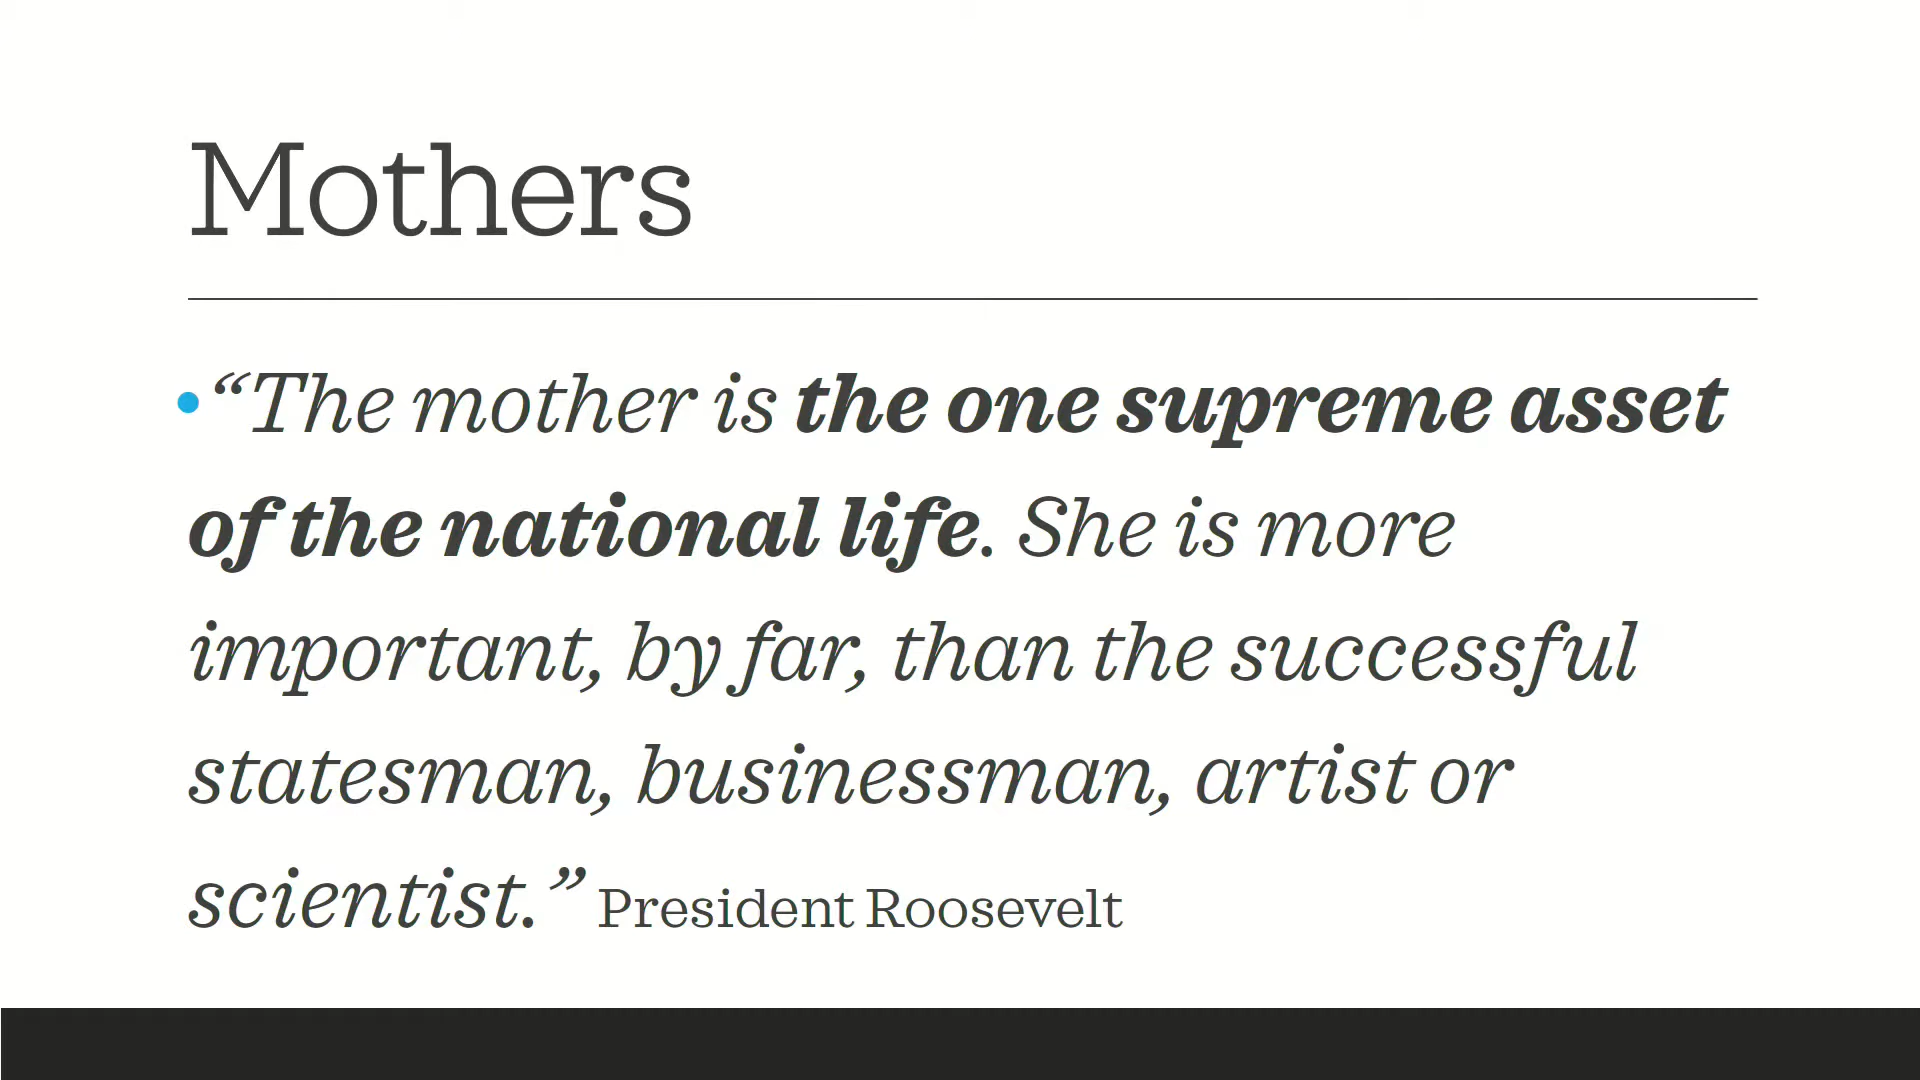 Mothers
•“The mother is the one supreme asset
of the national life. She is more
important, by far, than the successful
statesman, businessman, artist or
scientist.” President Roosevelt